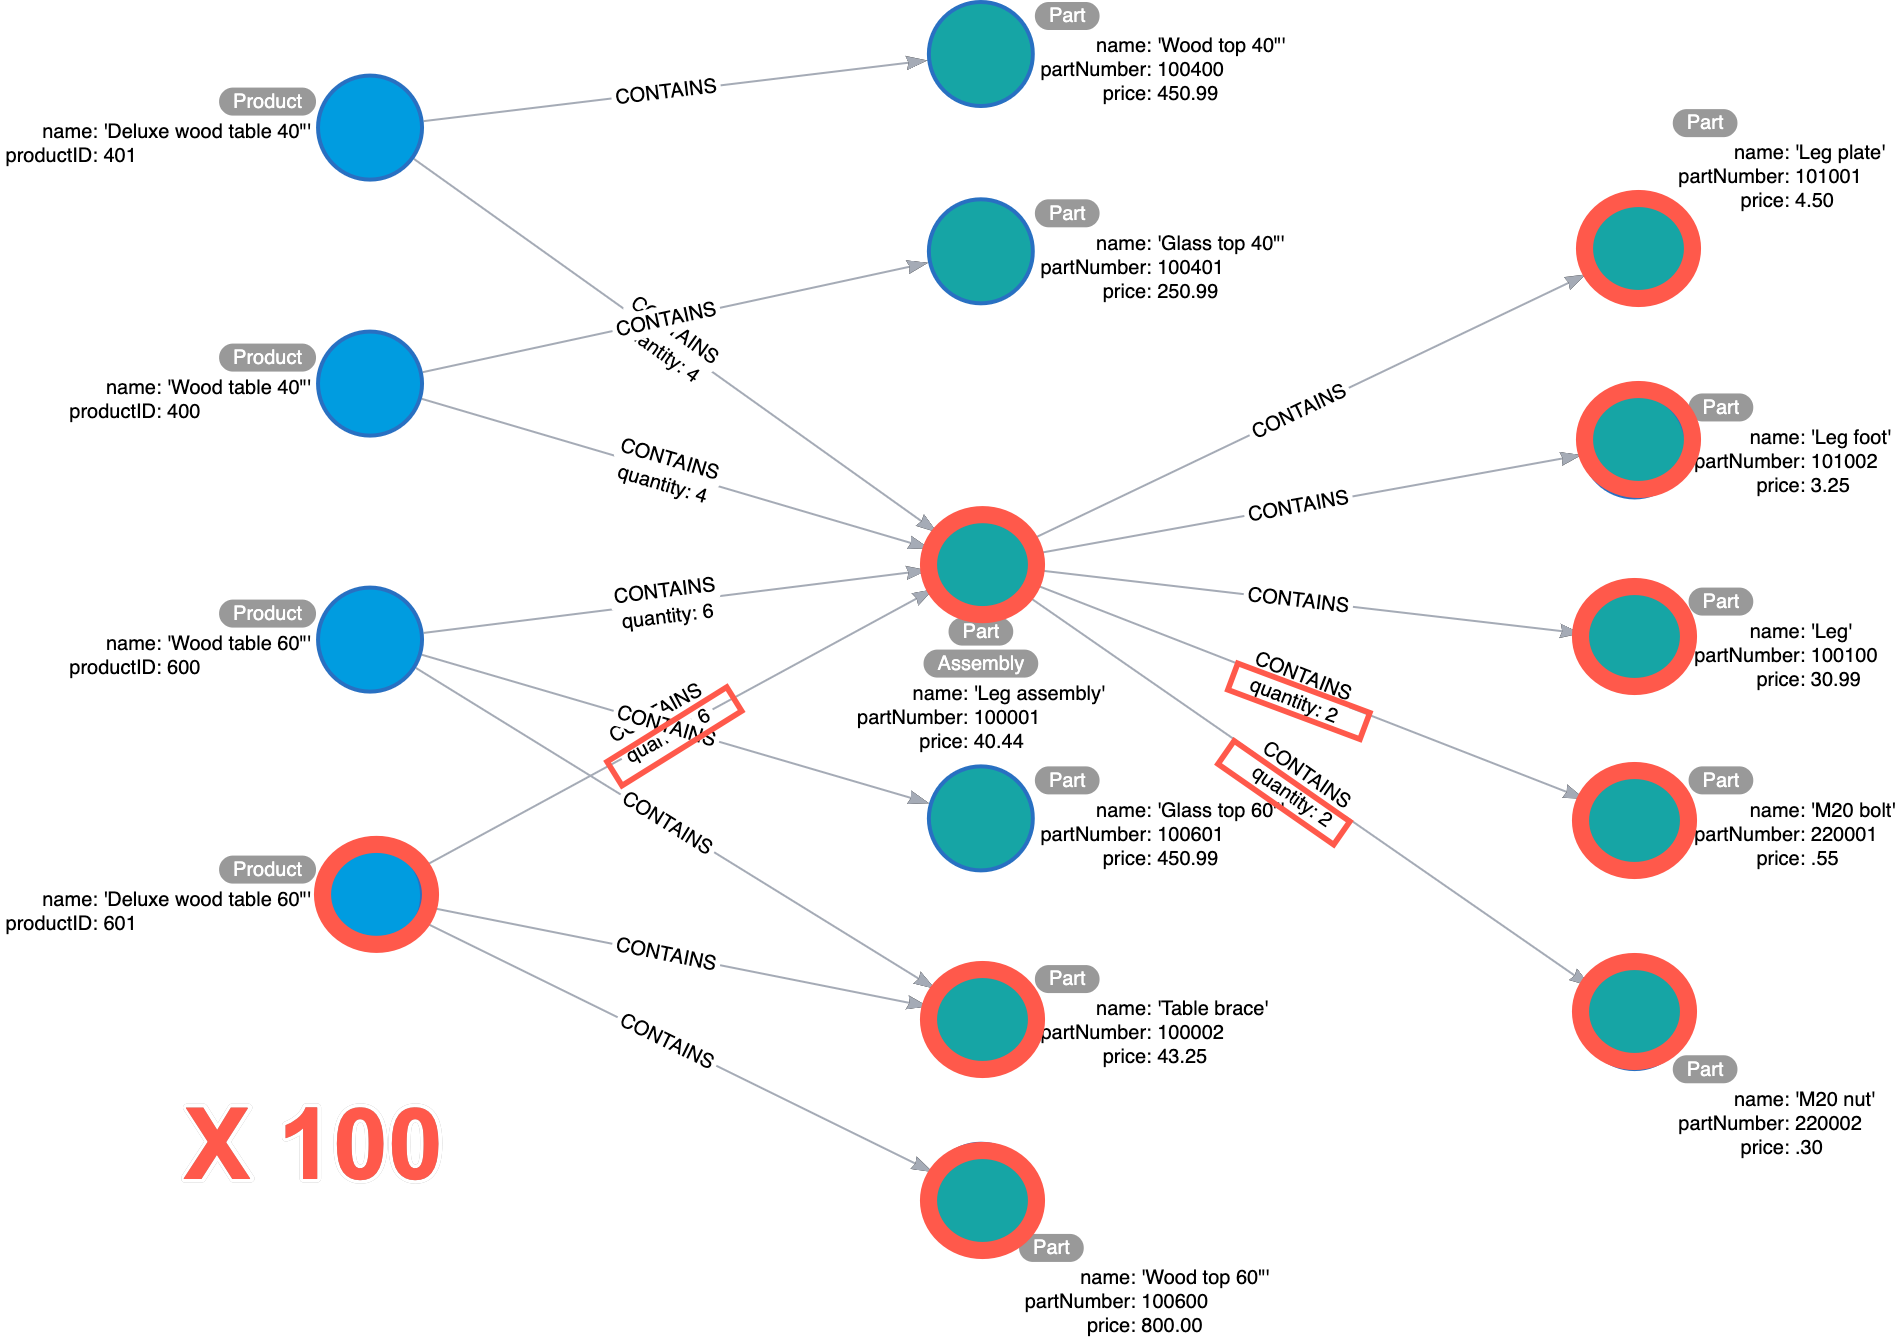 Product
name: 'Deluxe wood table 40"'
productID: 401
Product
name: 'Wood table 40"'
productID: 400
Product
name: 'Wood table 60"'
productID: 600
Product
name: 'Deluxe wood table 60"'
productID: 601
X 100
CONTAINS
CONTAINS
quantity: 4
CONTAINS
quantity: 4
CONTAINS
quantity: 6
CONTAINS
6
CONTAINS
CONTAINS
CONTAINS
Part
name: 'Wood top 40"'
partNumber: 100400
price: 450.99
Part
name: 'Glass top 40"'
partNumber: 100401
price: 250.99
Part
Assembly
name: 'Leg assembly'
partNumber: 100001
price: 40.44
Part
name: 'Glass top 60
partNumber: 100601
price: 450.99
Part
name: 'Table brace'
partNumber: 100002
price: 43.25
Part
name: 'Wood top 60"'
partNumber: 100600
price: 800.00
CONTAINS
CONTAINS
CONTAINS
CONTAINS
quantity: 2
CONTAINS
quantity: 2
Part
name: 'Leg plate'
partNumber: 101001
price: 4.50
Part
name: 'Leg foot'
partNumber: 101002
price: 3.25
Part
name: 'Leg'
partNumber: 100100
price: 30.99
Part
name: 'M20 bolt'
partNumber: 220001
price: .55
Part
name: 'M20 nut'
partNumber: 220002
price: .30